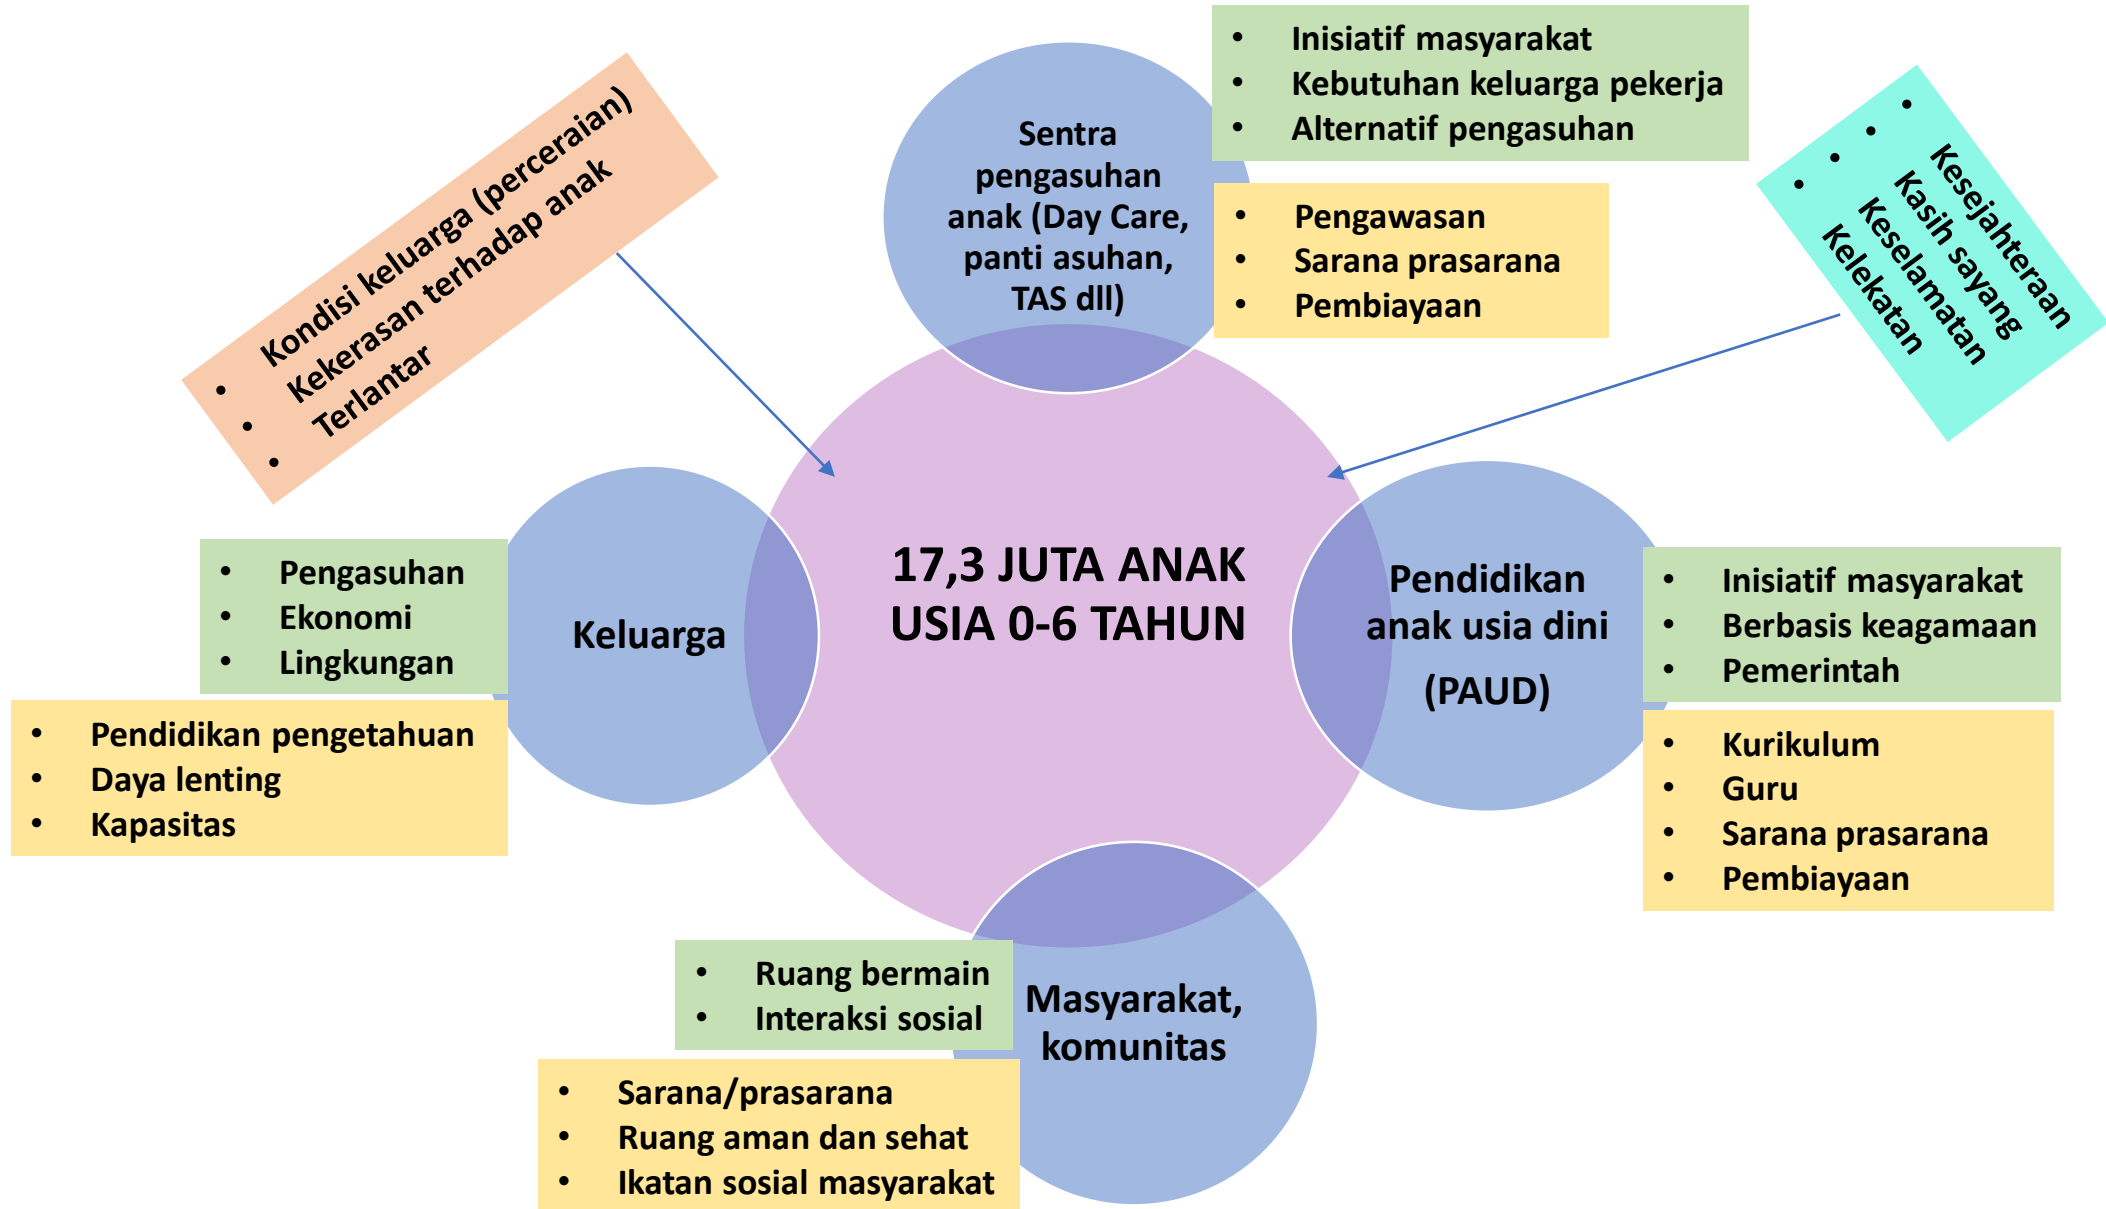 • Inisiatif masyarakat
• Kebutuhan keluarga pekerja
• Alternatif pengasuhan
Sentra
pengasuhan
anak (Day Care,
panti asuhan,
TAS dll)
• Pengawasan
• Sarana prasarana
• Pembiayaan
• Kondisi keluarga (perceraian)
• Kekerasan terhadap anak
• Terlantar
• Kesejahteraan
• Kasih sayang
• Keselamatan
• Kelekatan
17,3 JUTA ANAK
USIA 0-6 TAHUN
• Pengasuhan
• Ekonomi
• Lingkungan
Keluarga
• Pendidikan pengetahuan
• Daya lenting
• Kapasitas
Pendidikan
anak usia dini
(PAUD)
• Inisiatif masyarakat
• Berbasis keagamaan
• Pemerintah
• Kurikulum
• Guru
• Sarana prasarana
• Pembiayaan
• Ruang bermain
• Interaksi sosial
Masyarakat,
komunitas
• Sarana/prasarana
• Ruang aman dan sehat
• Ikatan sosial masyarakat